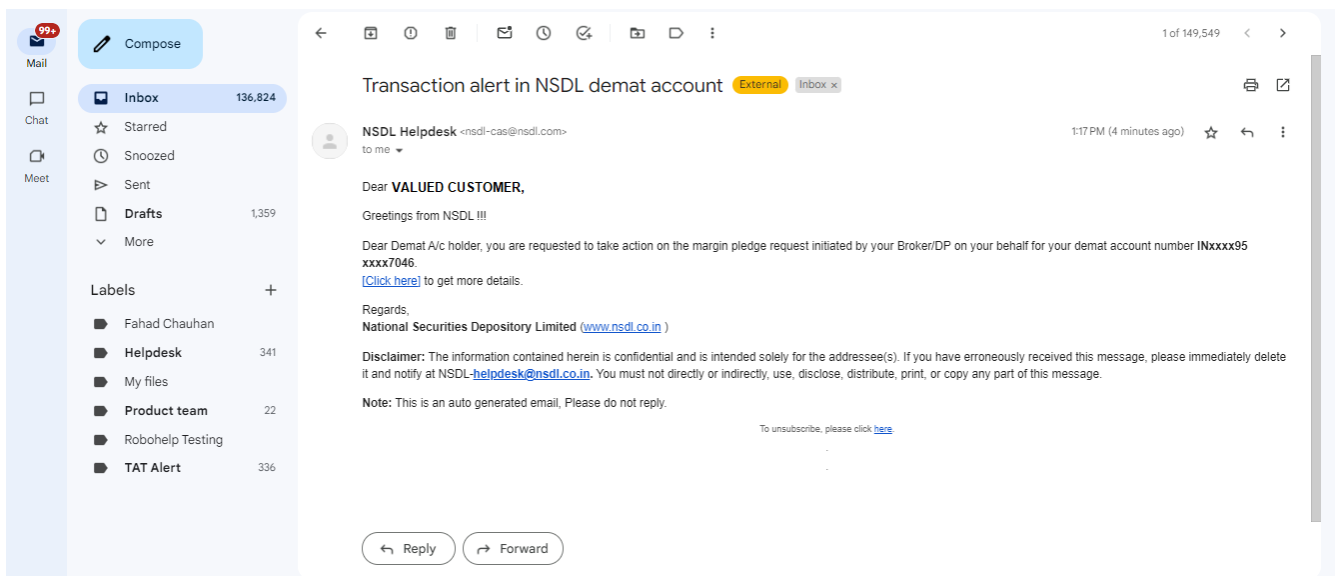 99+
Mail
Chat
Meet
Compose
Inbox 136,824
Starred
Snoozed
Sent
Drafts 1,359
More
Labels +
Fahad Chauhan
Helpdesk 341
My files
Product team 22
Robohelp Testing
TAT Alert 336
1 of 149,549
Transaction alert in NSDL demat account External Inbox x
NSDL Helpdesk <nsdl-cas@nsdl.com> 1:17 PM (4 minutes ago)
to me
Dear VALUED CUSTOMER,
Greetings from NSDL !!!
Dear Demat A/c holder, you are requested to take action on the margin pledge request initiated by your Broker/DP on your behalf for your demat account number INxxxx95
xxxx7046.
[Click here] to get more details.
Regards,
National Securities Depository Limited (www.nsdl.co.in )
Disclaimer: The information contained herein is confidential and is intended solely for the addressee(s). If you have erroneously received this message, please immediately delete
it and notify at NSDL-helpdesk@nsdl.co.in. You must not directly or indirectly, use, disclose, distribute, print, or copy any part of this message.
Note: This is an auto generated email, Please do not reply.
To unsubscribe, please click here.
Reply Forward